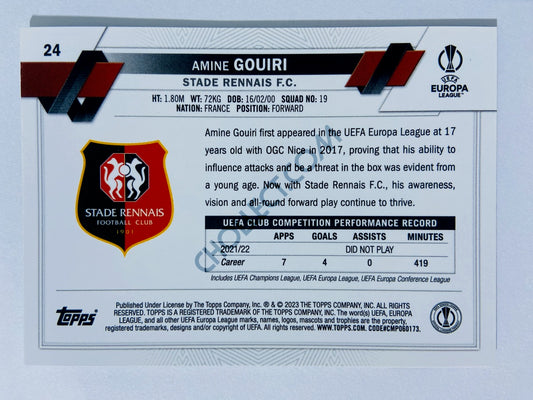 24
AMINE GOUIRI
STADE RENNAIS F.C.
HT: 1.80M WT: 72KG DOB: 16/02/00 SQUAD NO: 19
NATION: FRANCE POSITION: FORWARD
UEFA
EUROPA
LEAGUE™
Amine Gouiri first appeared in the UEFA Europa League at 17
years old with OGC Nice in 2017, proving that his ability to
influence attacks and be a threat in the box was evident from
a young age. Now with Stade Rennais F.C., his awareness,
vision and all-round forward play continue to thrive.
STADE RENNAIS
FOOTBALL CLUB
1901
UEFA CLUB COMPETITION PERFORMANCE RECORD
APPS GOALS ASSISTS MINUTES
2021/22 DID NOT PLAY
Career 7 4 0 419
Includes UEFA Champions League, UEFA Europa League, UEFA Europa Conference League
CHOLLECT.COM
Topps
Published Under License by The Topps Company, Inc. ® & © 2023 THE TOPPS COMPANY, INC. ALL RIGHTS
RESERVED. TOPPS IS A REGISTERED TRADEMARK OF THE TOPPS COMPANY, INC. The word(s) UEFA, EUROPA
LEAGUE, and all other UEFA Europa League marks, names, logos, mascots and trophies are the property,
registered trademarks, designs and/or copyright of UEFA. All rights reserved. WWW.TOPPS.COM. CODE#CMP060173.